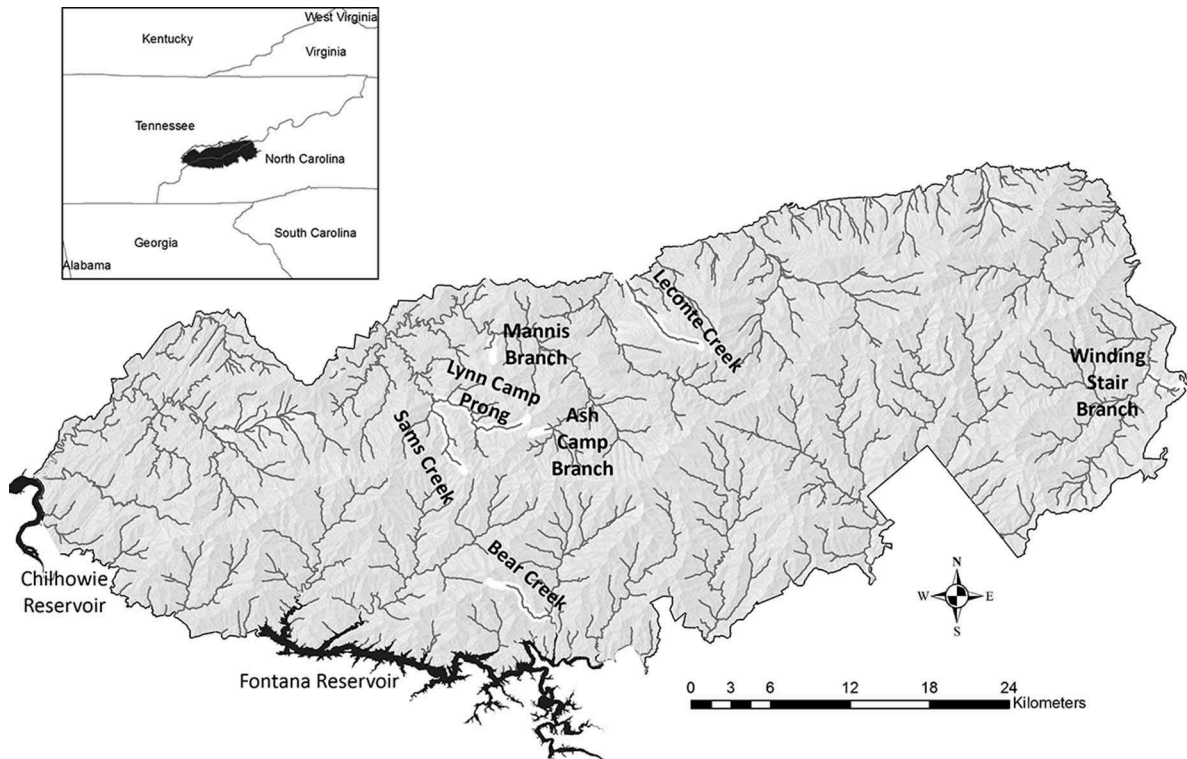 West Virginia
Kentucky
Virginia
Tennessee
North Carolina
Georgia
South Carolina
Alabama
Leconte Creek
Mannis
Branch
Winding
Stair
Branch
Lynn Camp
Prong
Ash
Camp
Branch
Sams Creek
Bear Creek
Chilhowie
Reservoir
Fontana Reservoir
N
W E
S
0 3 6 12 18 24
Kilometers